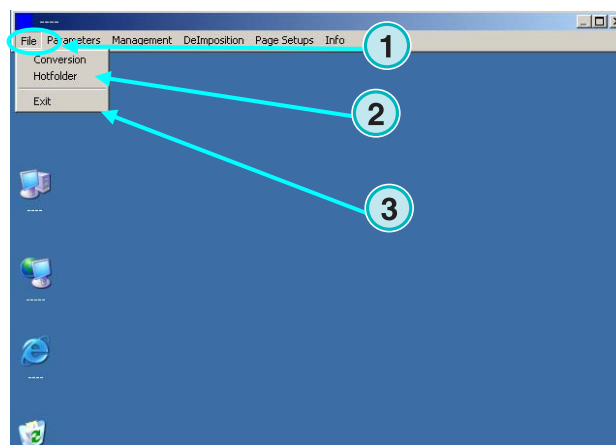 ----
File Parameters Management DeImposition Page Setups Info
Conversion
Hotfolder
Exit
1
2
3
----
-----
----